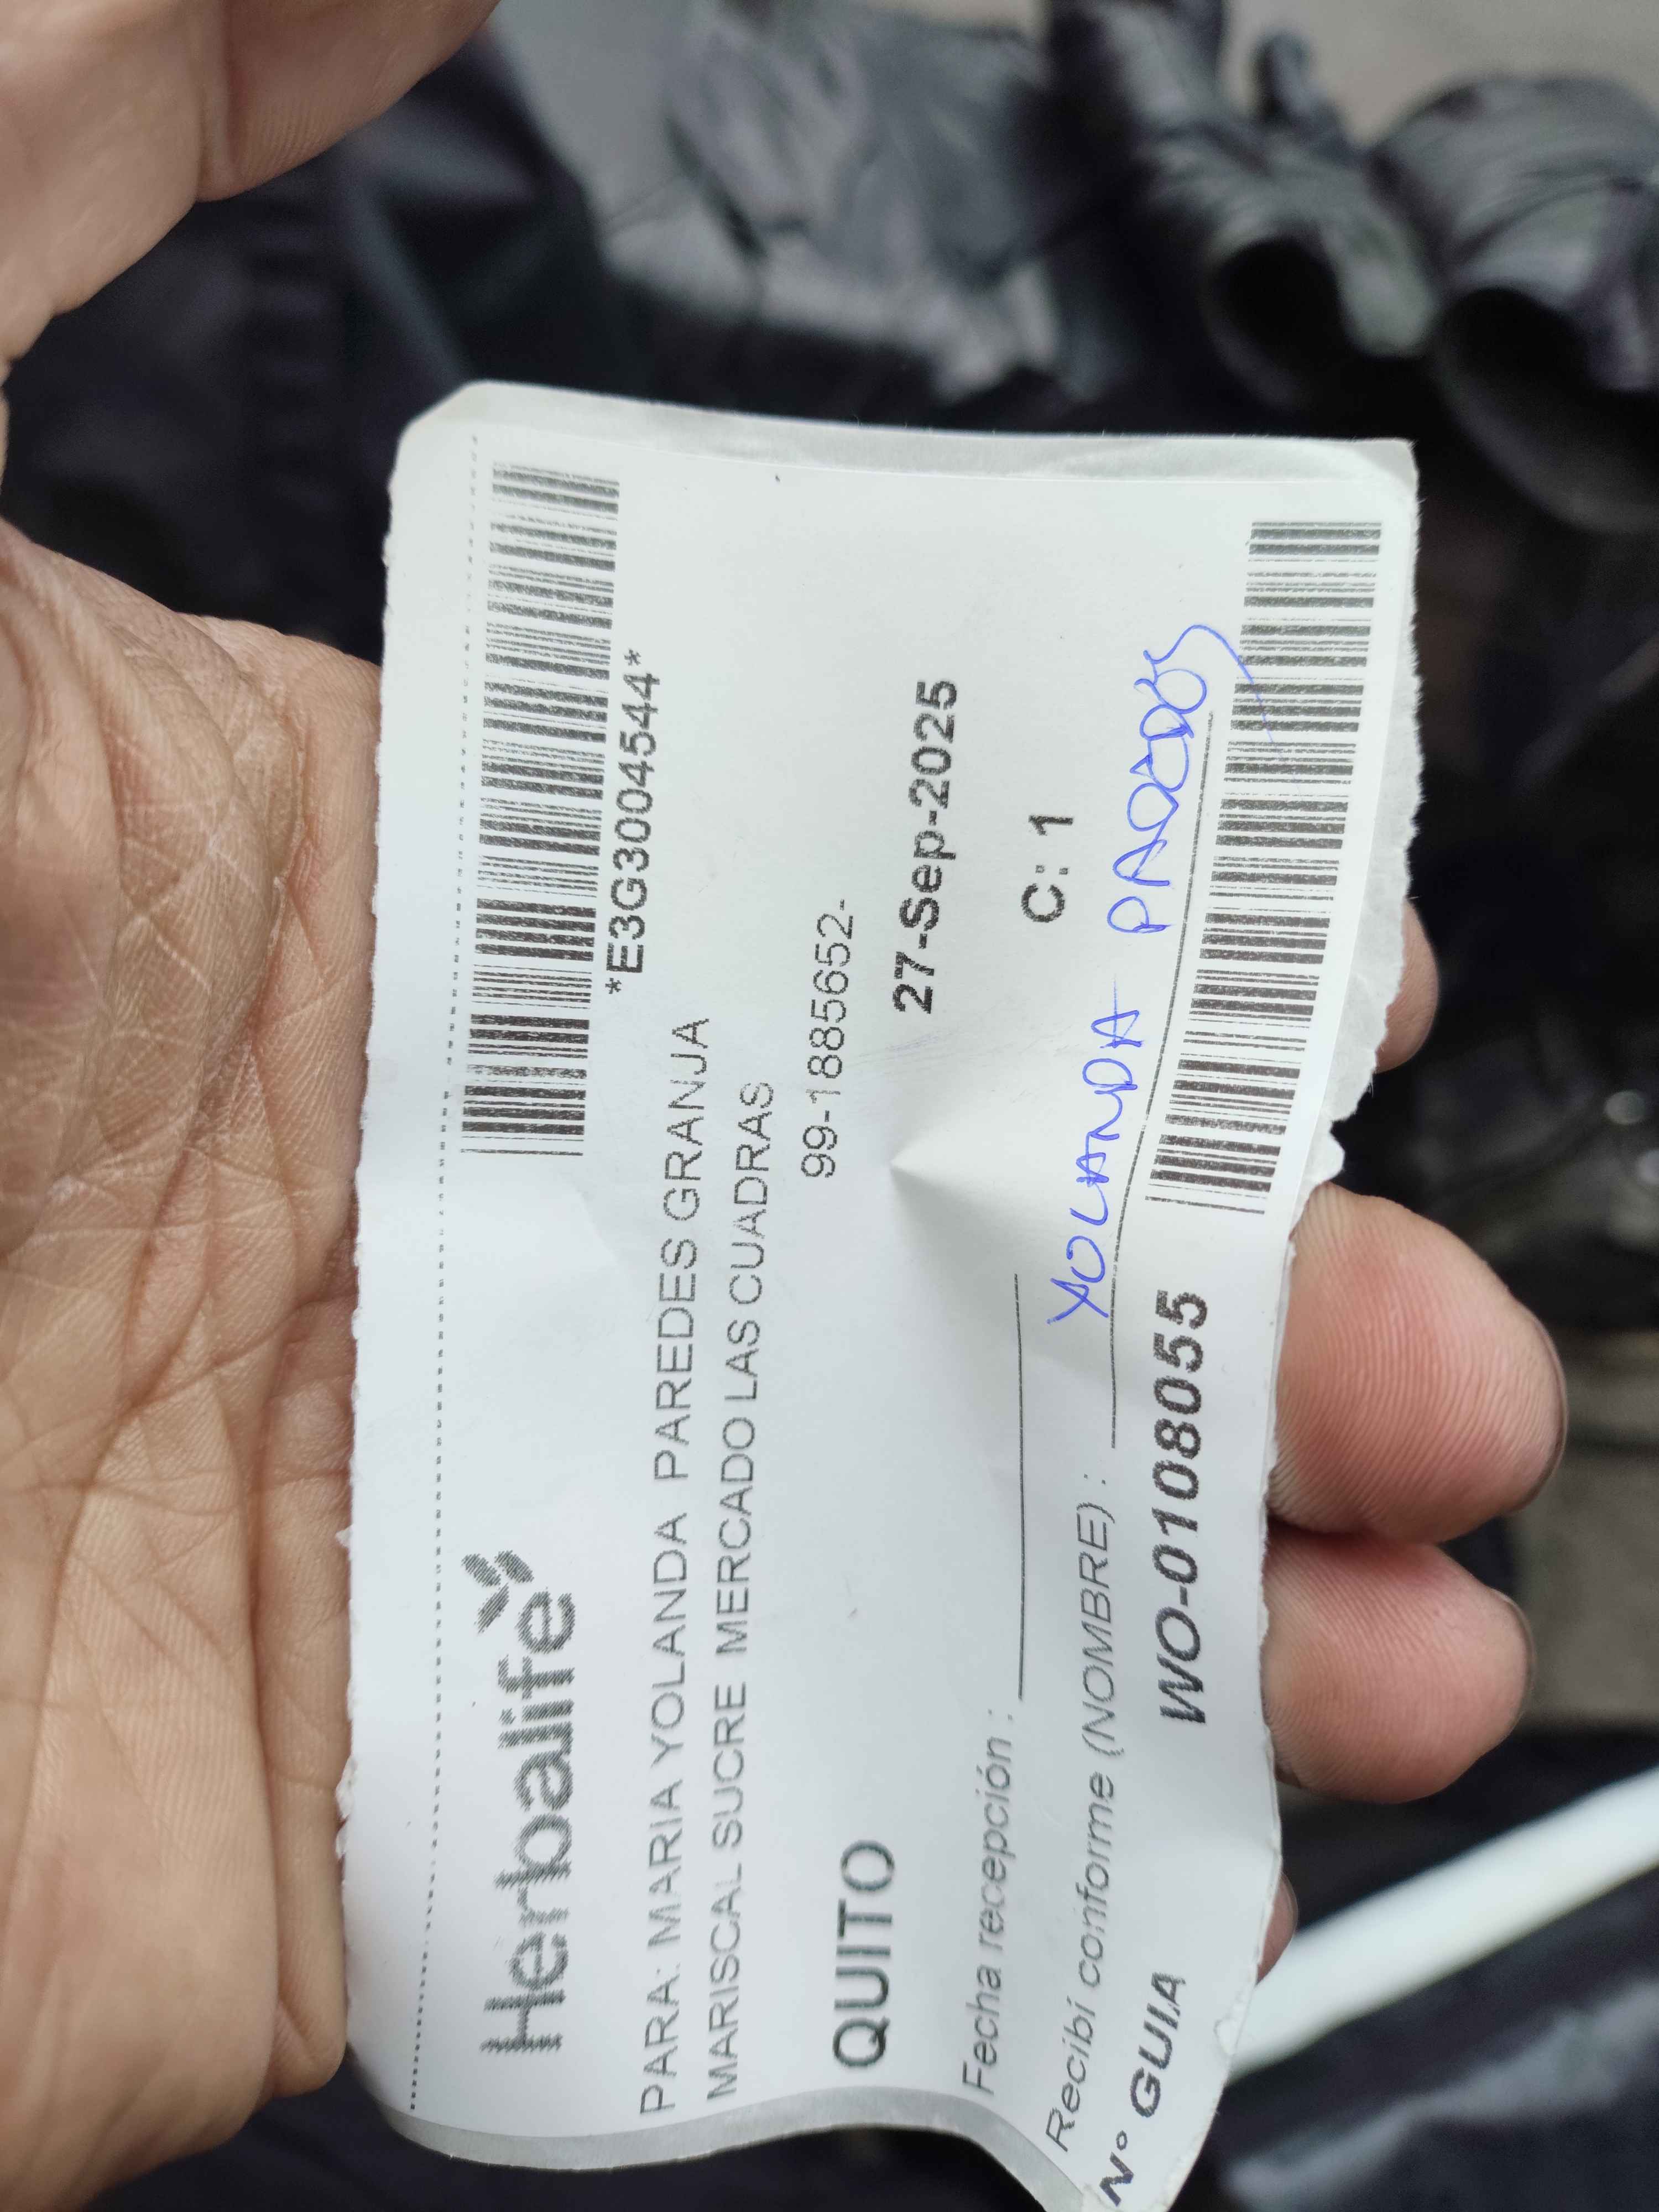 Herbalife
*E3G3004544*
PARA: MARIA YOLANDA PAREDES GRANJA
MARISCAL SUCRE MERCADO LAS CUADRAS
99-1885652-
QUITO
27-Sep-2025
Fecha recepción :
C: 1
Recibí conforme (NOMBRE) : YOLANDA PAREDES
N° GUIA WO-0108055